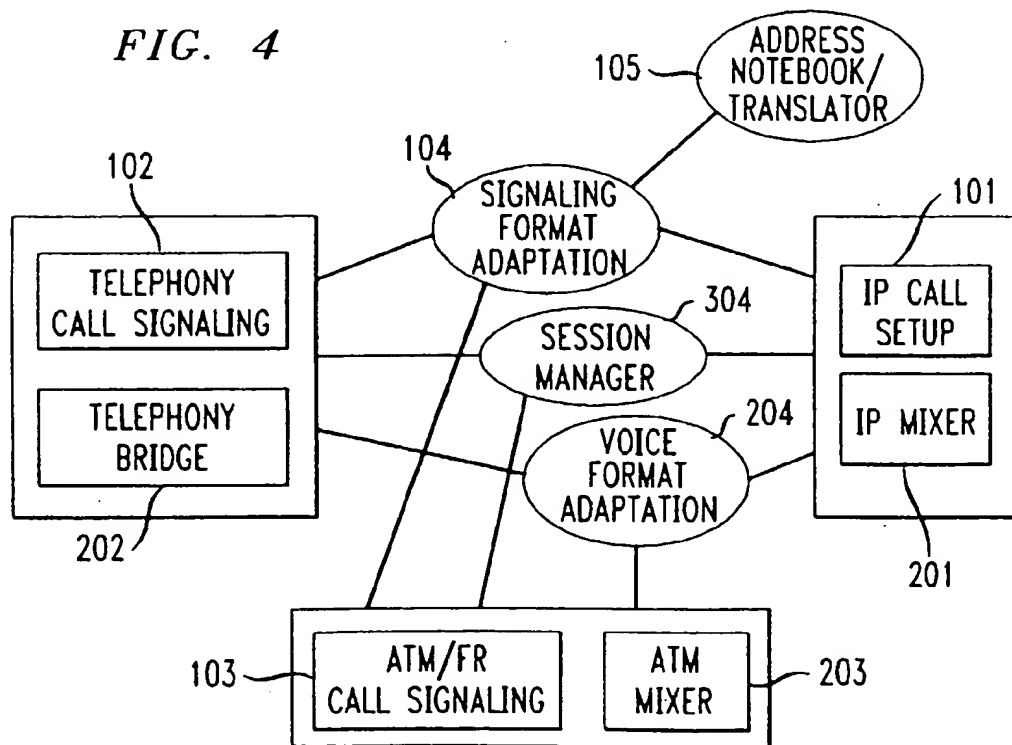 FIG. 4
ADDRESS
NOTEBOOK/
TRANSLATOR
105
104
SIGNALING
FORMAT
ADAPTATION
102
TELEPHONY
CALL SIGNALING
TELEPHONY
BRIDGE
202
101
IP CALL
SETUP
IP MIXER
201
304
SESSION
MANAGER
204
VOICE
FORMAT
ADAPTATION
103
ATM/FR
CALL SIGNALING
ATM
MIXER
203